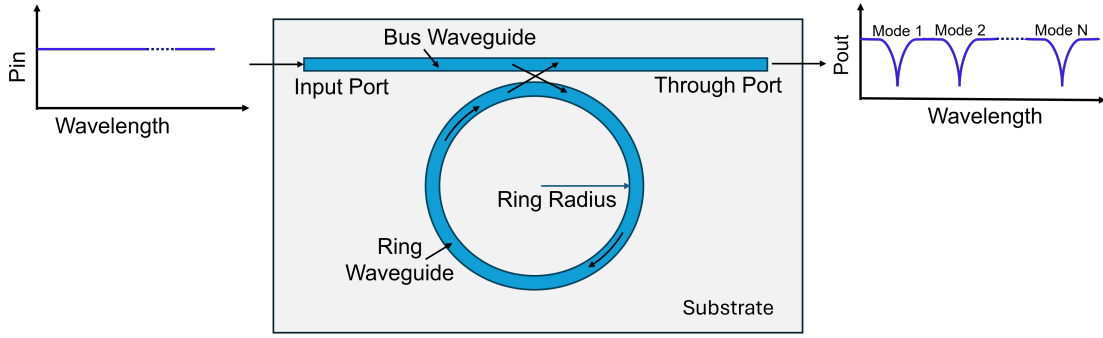 Pin
Wavelength
Bus Waveguide
Input Port
Through Port
Ring Radius
Ring
Waveguide
Substrate
Pout
Mode 1
Mode 2
Mode N
Wavelength